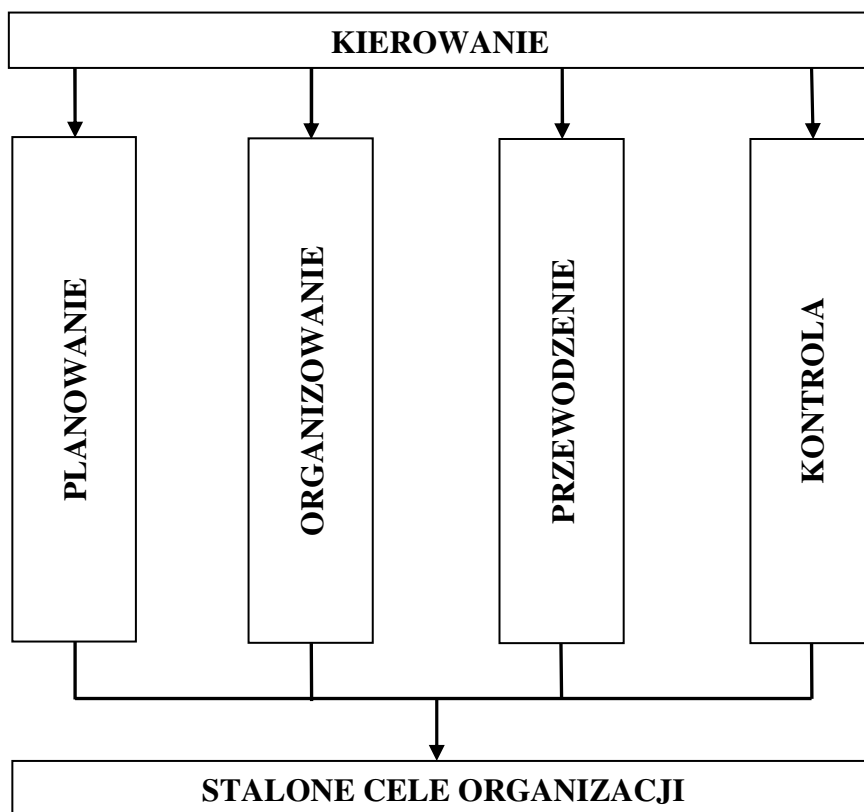 KIEROWANIE
PLANOWANIE
ORGANIZOWANIE
PRZEWODZENIE
KONTROLA
STALONE CELE ORGANIZACJI